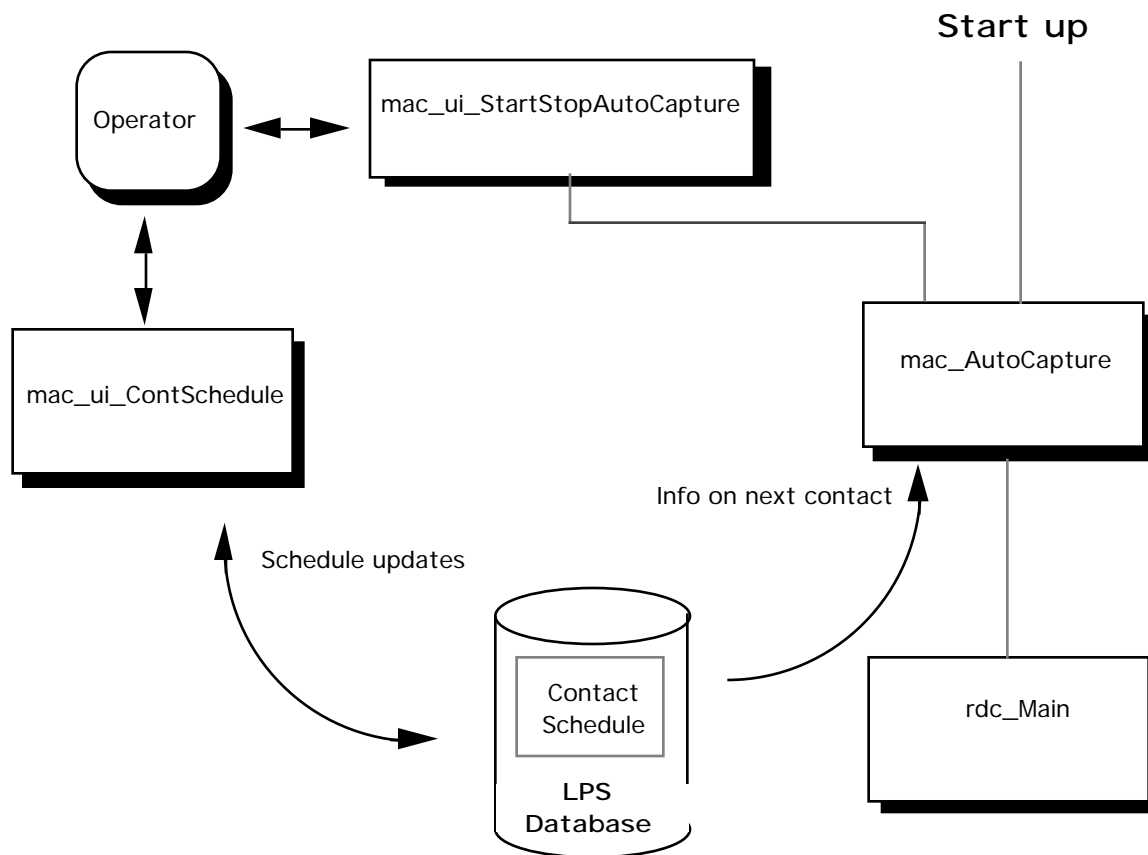 Start up
Operator
mac_ui_StartStopAutoCapture
mac_AutoCapture
mac_ui_ContSchedule
Info on next contact
Schedule updates
Contact
Schedule
rdc_Main
LPS
Database